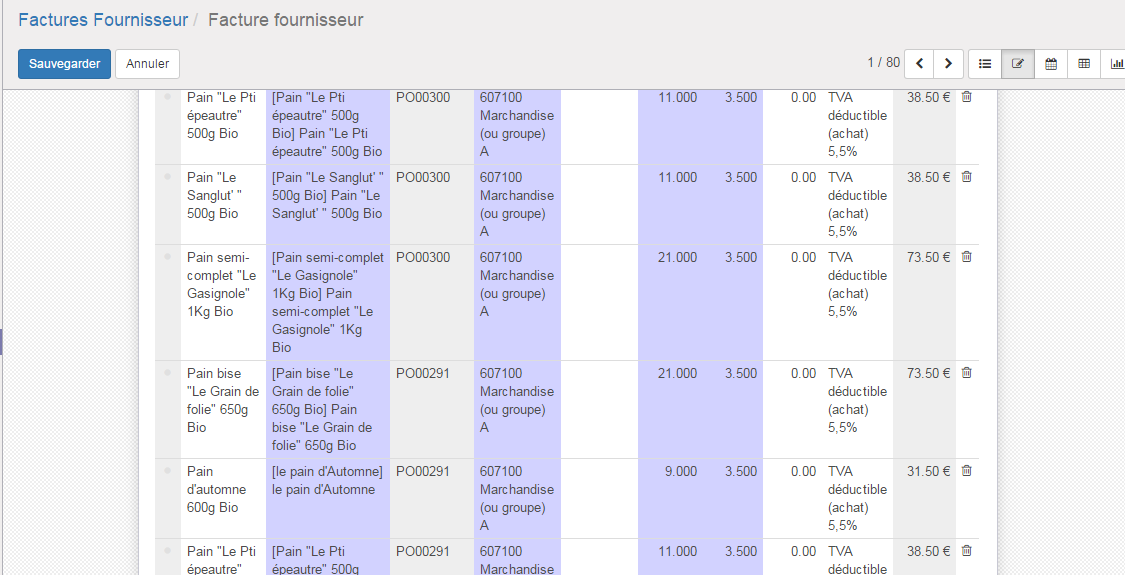 Factures Fournisseur / Facture fournisseur
Sauvegarder Annuler 1 / 80
Pain "Le Pti [Pain "Le Pti PO00300 607100 11.000 3.500 0.00 TVA 38.50 €
épeautre" épeautre" 500g Marchandise déductible
500g Bio Bio] Pain "Le Pti (ou groupe) (achat)
épeautre" 500g Bio A 5,5%
Pain "Le [Pain "Le Sanglut' " PO00300 607100 11.000 3.500 0.00 TVA 38.50 €
Sanglut' " 500g Bio] Pain "Le Marchandise déductible
500g Bio Sanglut' " 500g Bio (ou groupe) (achat)
A 5,5%
Pain semi- [Pain semi-complet PO00300 607100 21.000 3.500 0.00 TVA 73.50 €
complet "Le "Le Gasignole" Marchandise déductible
Gasignole" 1Kg Bio] Pain (ou groupe) (achat)
1Kg Bio semi-complet "Le A 5,5%
Gasignole" 1Kg
Bio
Pain bise [Pain bise "Le PO00291 607100 21.000 3.500 0.00 TVA 73.50 €
"Le Grain de Grain de folie" Marchandise déductible
folie" 650g 650g Bio] Pain (ou groupe) (achat)
Bio bise "Le Grain de A 5,5%
folie" 650g Bio
Pain [le pain d'Automne] PO00291 607100 9.000 3.500 0.00 TVA 31.50 €
d'automne le pain d'Automne Marchandise déductible
600g Bio (ou groupe) (achat)
A 5,5%
Pain "Le Pti [Pain "Le Pti PO00291 607100 11.000 3.500 0.00 TVA 38.50 €
épeautre" épeautre" 500g Marchandise déductible